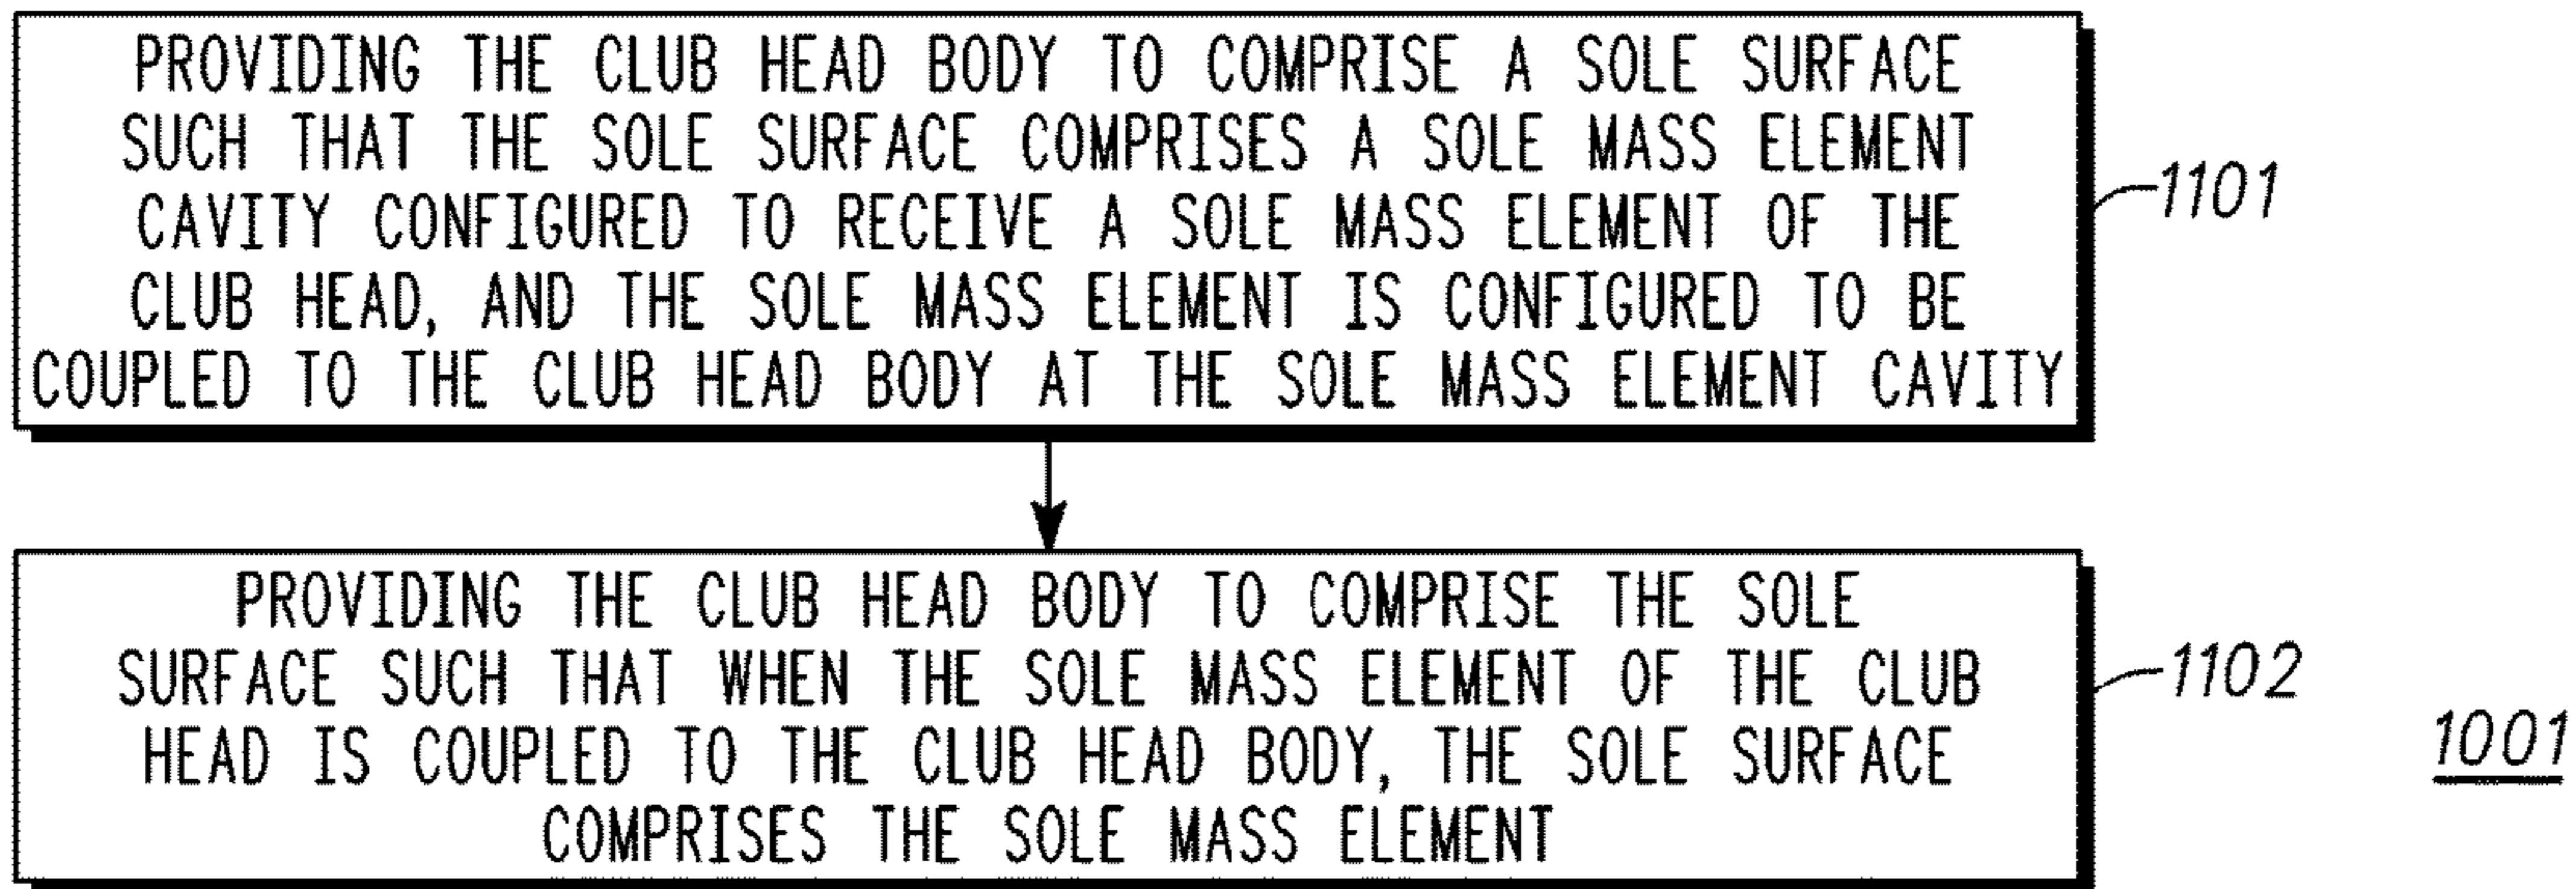 PROVIDING THE CLUB HEAD BODY TO COMPRISE A SOLE SURFACE
SUCH THAT THE SOLE SURFACE COMPRISES A SOLE MASS ELEMENT
CAVITY CONFIGURED TO RECEIVE A SOLE MASS ELEMENT OF THE
CLUB HEAD, AND THE SOLE MASS ELEMENT IS CONFIGURED TO BE
COUPLED TO THE CLUB HEAD BODY AT THE SOLE MASS ELEMENT CAVITY
1101
PROVIDING THE CLUB HEAD BODY TO COMPRISE THE SOLE
SURFACE SUCH THAT WHEN THE SOLE MASS ELEMENT OF THE CLUB
HEAD IS COUPLED TO THE CLUB HEAD BODY, THE SOLE SURFACE
COMPRISES THE SOLE MASS ELEMENT
1102
1001